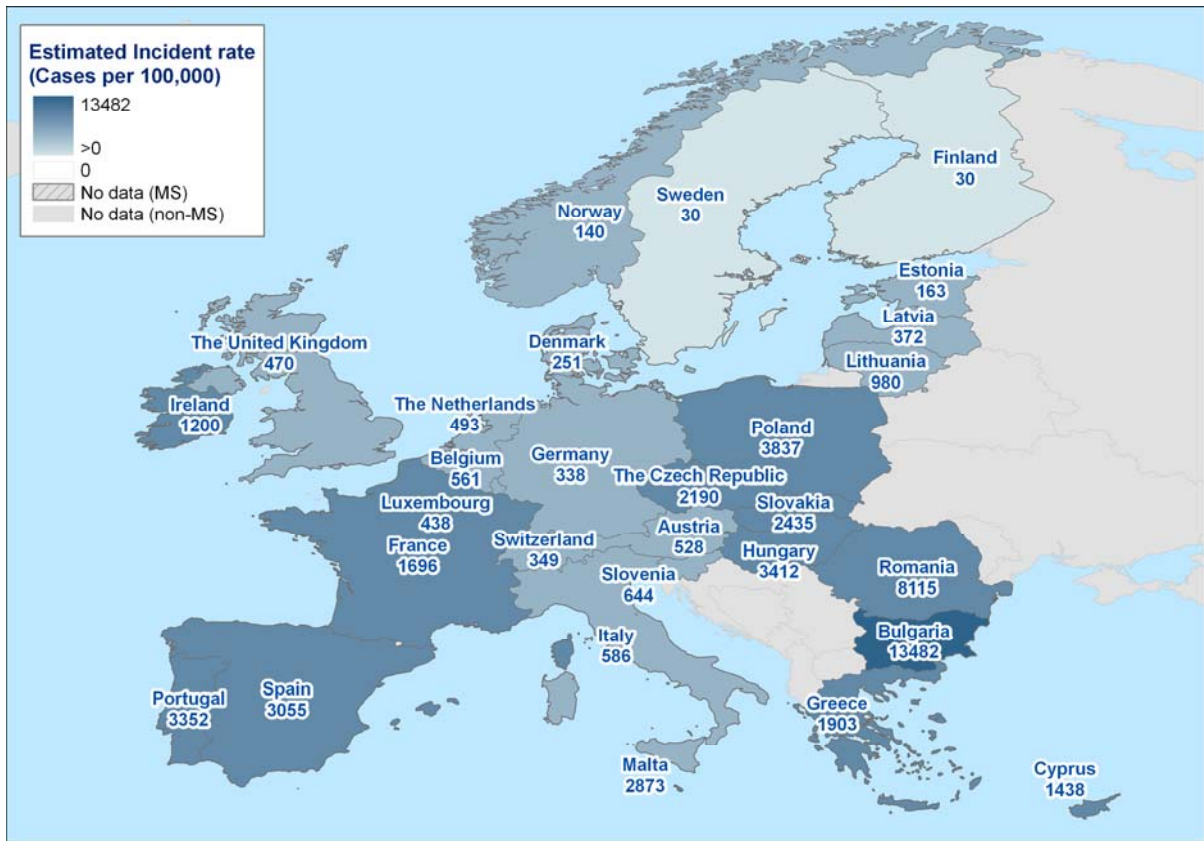 Estimated Incident rate
(Cases per 100,000)
13482
>0
0
No data (MS)
No data (non-MS)
Finland
30
Sweden
30
Norway
140
Estonia
163
Latvia
372
Lithuania
980
The United Kingdom
470
Denmark
251
Ireland
1200
The Netherlands
493
Belgium
561
Germany
338
Poland
3837
The Czech Republic
2190
Slovakia
2435
Luxembourg
438
France
1696
Switzerland
349
Austria
528
Hungary
3412
Slovenia
644
Romania
8115
Bulgaria
13482
Italy
586
Portugal
3352
Spain
3055
Greece
1903
Malta
2873
Cyprus
1438